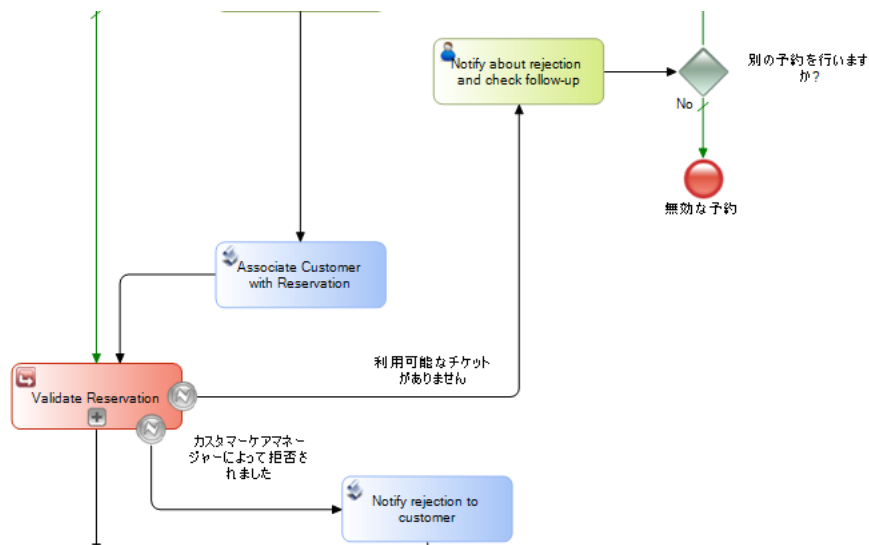 Notify about rejection
and check follow-up
別の予約を行います
か?
No
無効な予約
Associate Customer
with Reservation
利用可能なチケット
がありません
Validate Reservation
カスタマーケアマネー
ジャーによって拒否さ
れました
Notify rejection to
customer